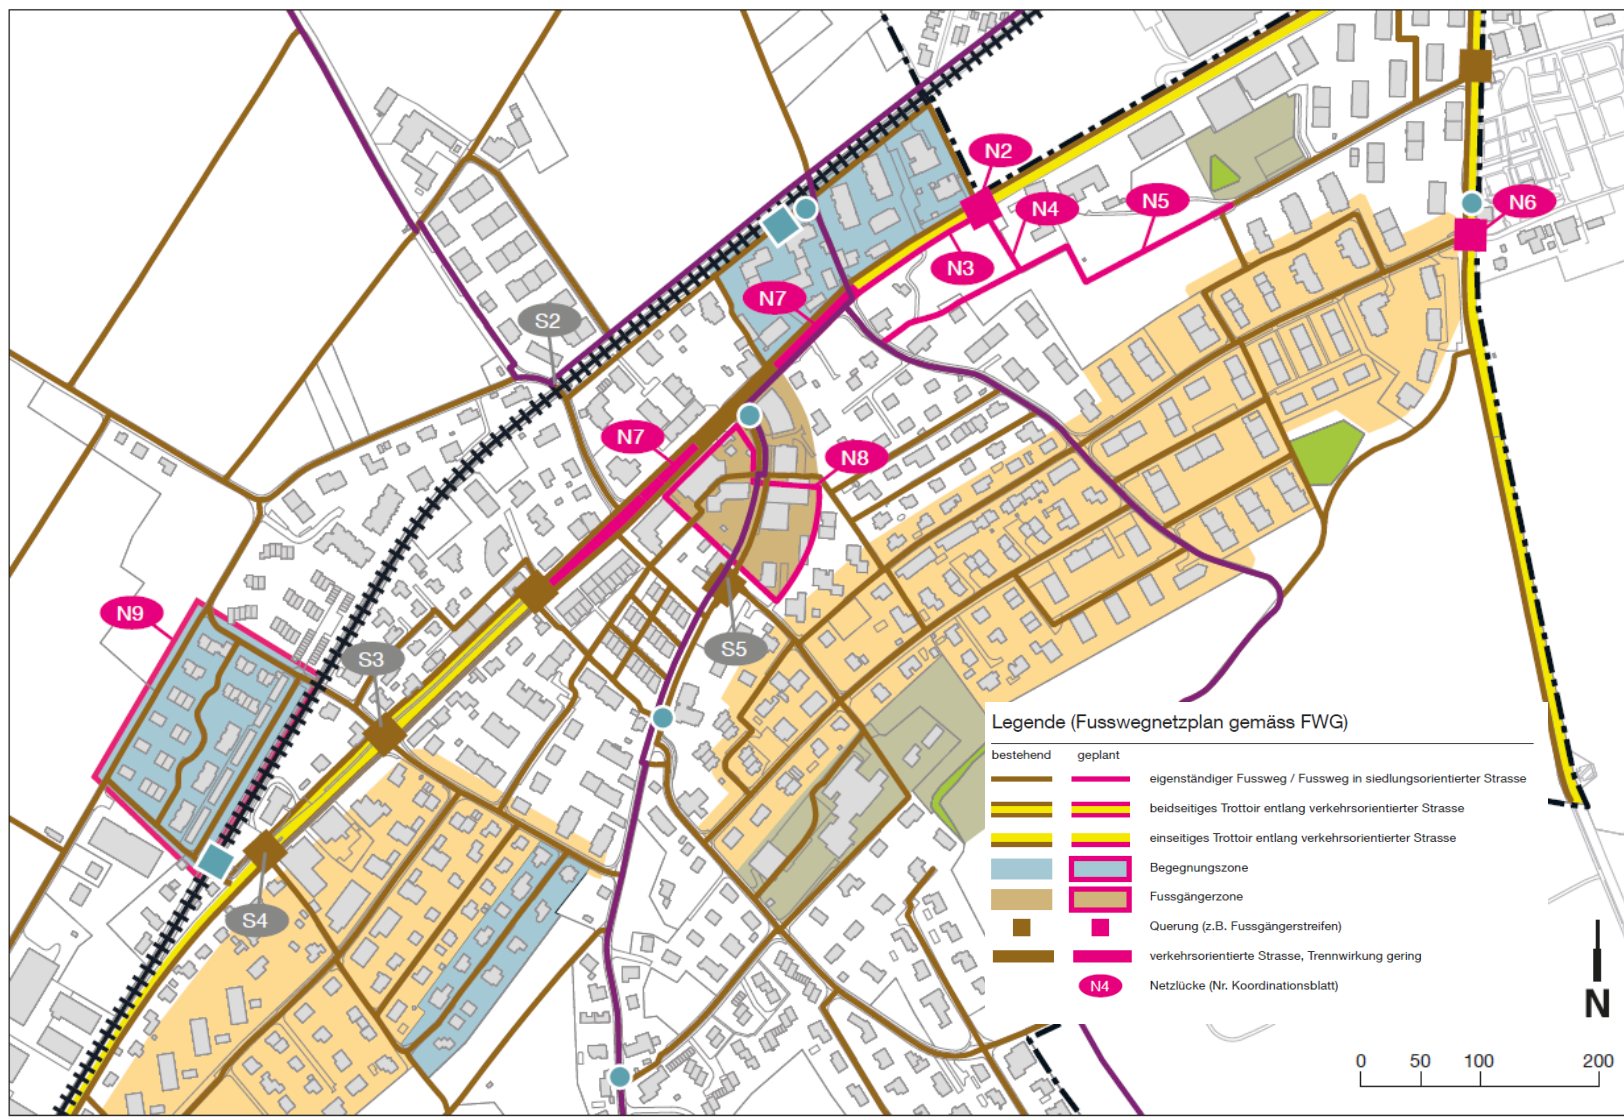 N2
N4
N5
N6
N3
N7
S2
N7
N8
N9
S3
S5
S4
Legende (Fusswegnetzplan gemäss FWG)
bestehend geplant
eigenständiger Fussweg / Fussweg in siedlungsorientierter Strasse
beidseitiges Trottoir entlang verkehrsorientierter Strasse
einseitiges Trottoir entlang verkehrsorientierter Strasse
Begegnungszone
Fussgängerzone
Querung (z.B. Fussgängerstreifen)
verkehrsorientierte Strasse, Trennwirkung gering
N4 Netzlücke (Nr. Koordinationsblatt)
N
0 50 100 200